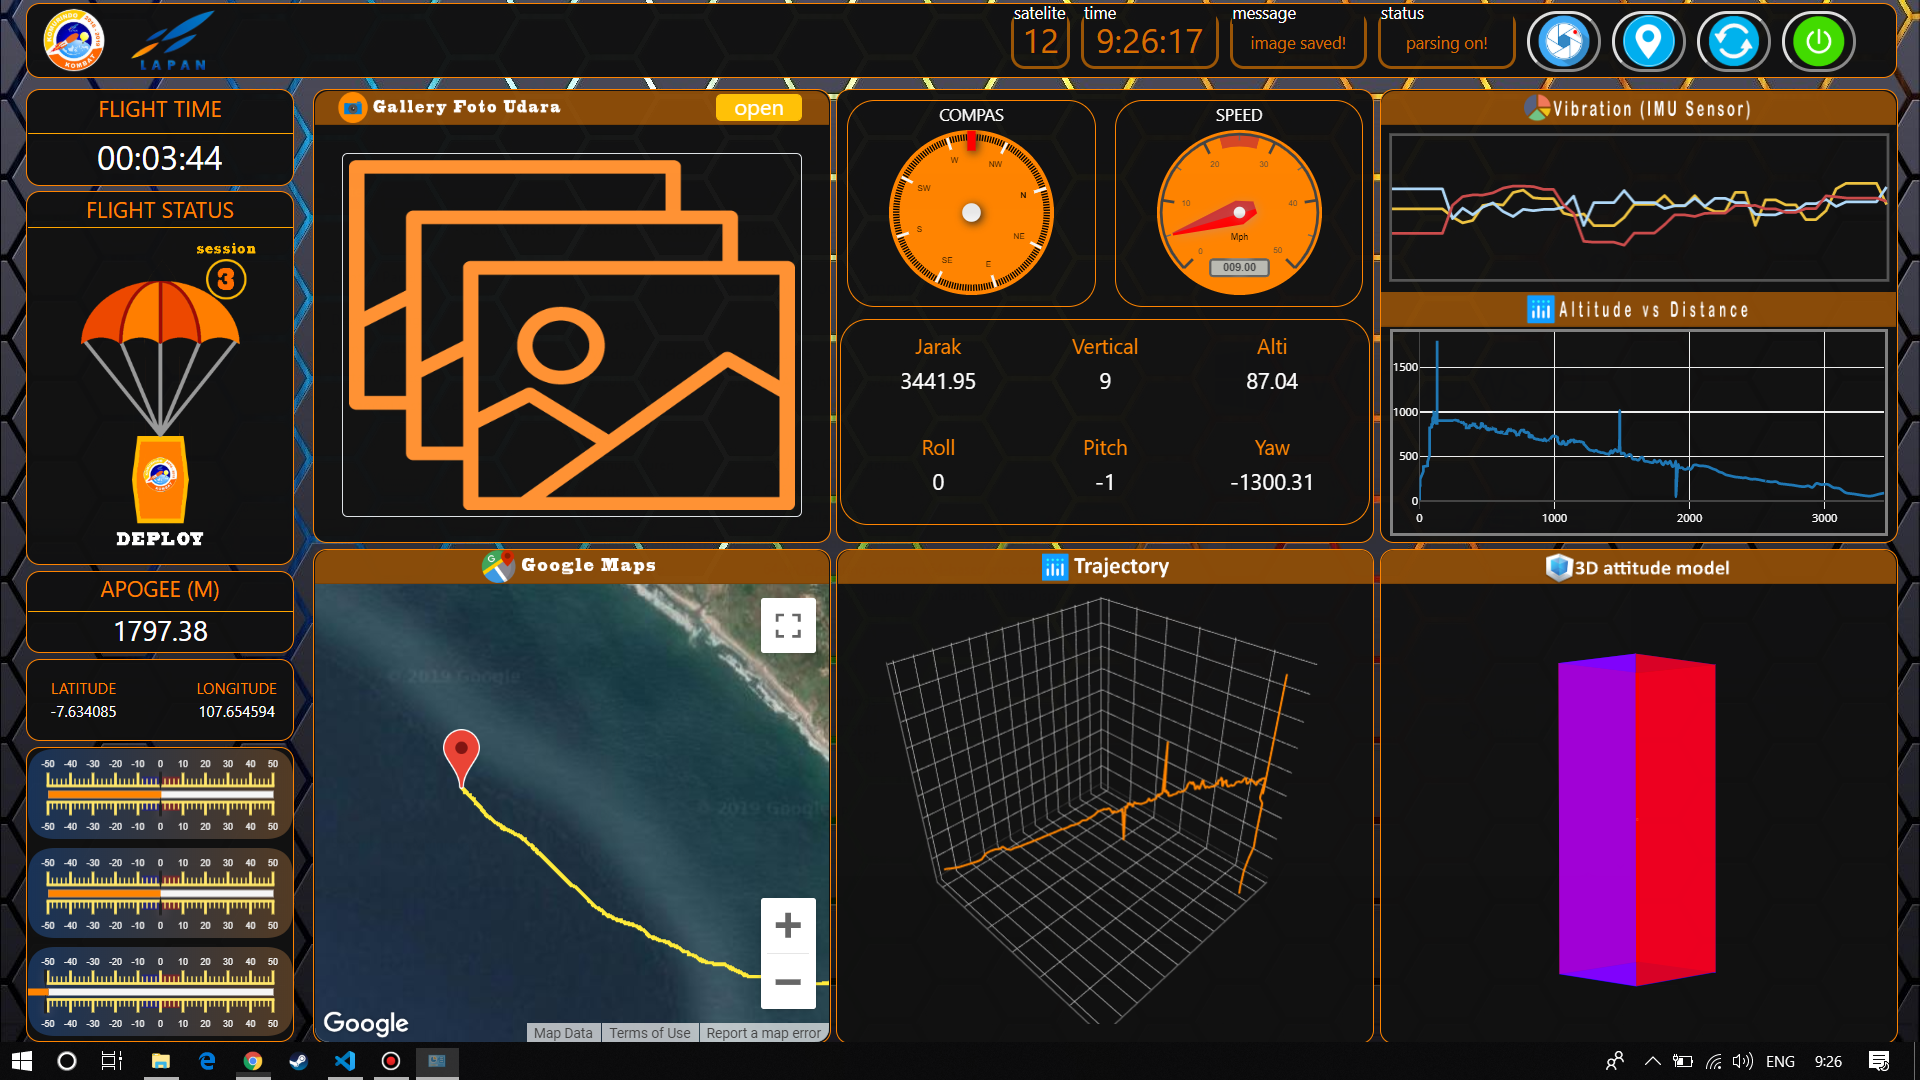 satelite
12
time
9:26:17
message
image saved!
status
parsing on!
LAPAN
KOMBAT
FLIGHT TIME
00:03:44
FLIGHT STATUS
session
3
DEPLOY
APOGEE (M)
1797.38
LATITUDE
-7.634085
LONGITUDE
107.654594
-50 -40 -30 -20 -10 0 10 20 30 40 50
-50 -40 -30 -20 -10 0 10 20 30 40 50
-50 -40 -30 -20 -10 0 10 20 30 40 50
-50 -40 -30 -20 -10 0 10 20 30 40 50
-50 -40 -30 -20 -10 0 10 20 30 40 50
-50 -40 -30 -20 -10 0 10 20 30 40 50
Gallery Foto Udara
open
COMPAS
W NW
SW N
S NE
SE E
SPEED
20 30
10 40
Mph
0 50
009.00
Jarak Vertical Alti
3441.95 9 87.04
Roll Pitch Yaw
0 -1 -1300.31
Vibration (IMU Sensor)
Altitude vs Distance
1500
1000
500
0
0 1000 2000 3000
Google Maps
© 2019 Google
© 2019 Google
Google
Map Data
Terms of Use
Report a map error
Trajectory
3D attitude model
ENG
9:26